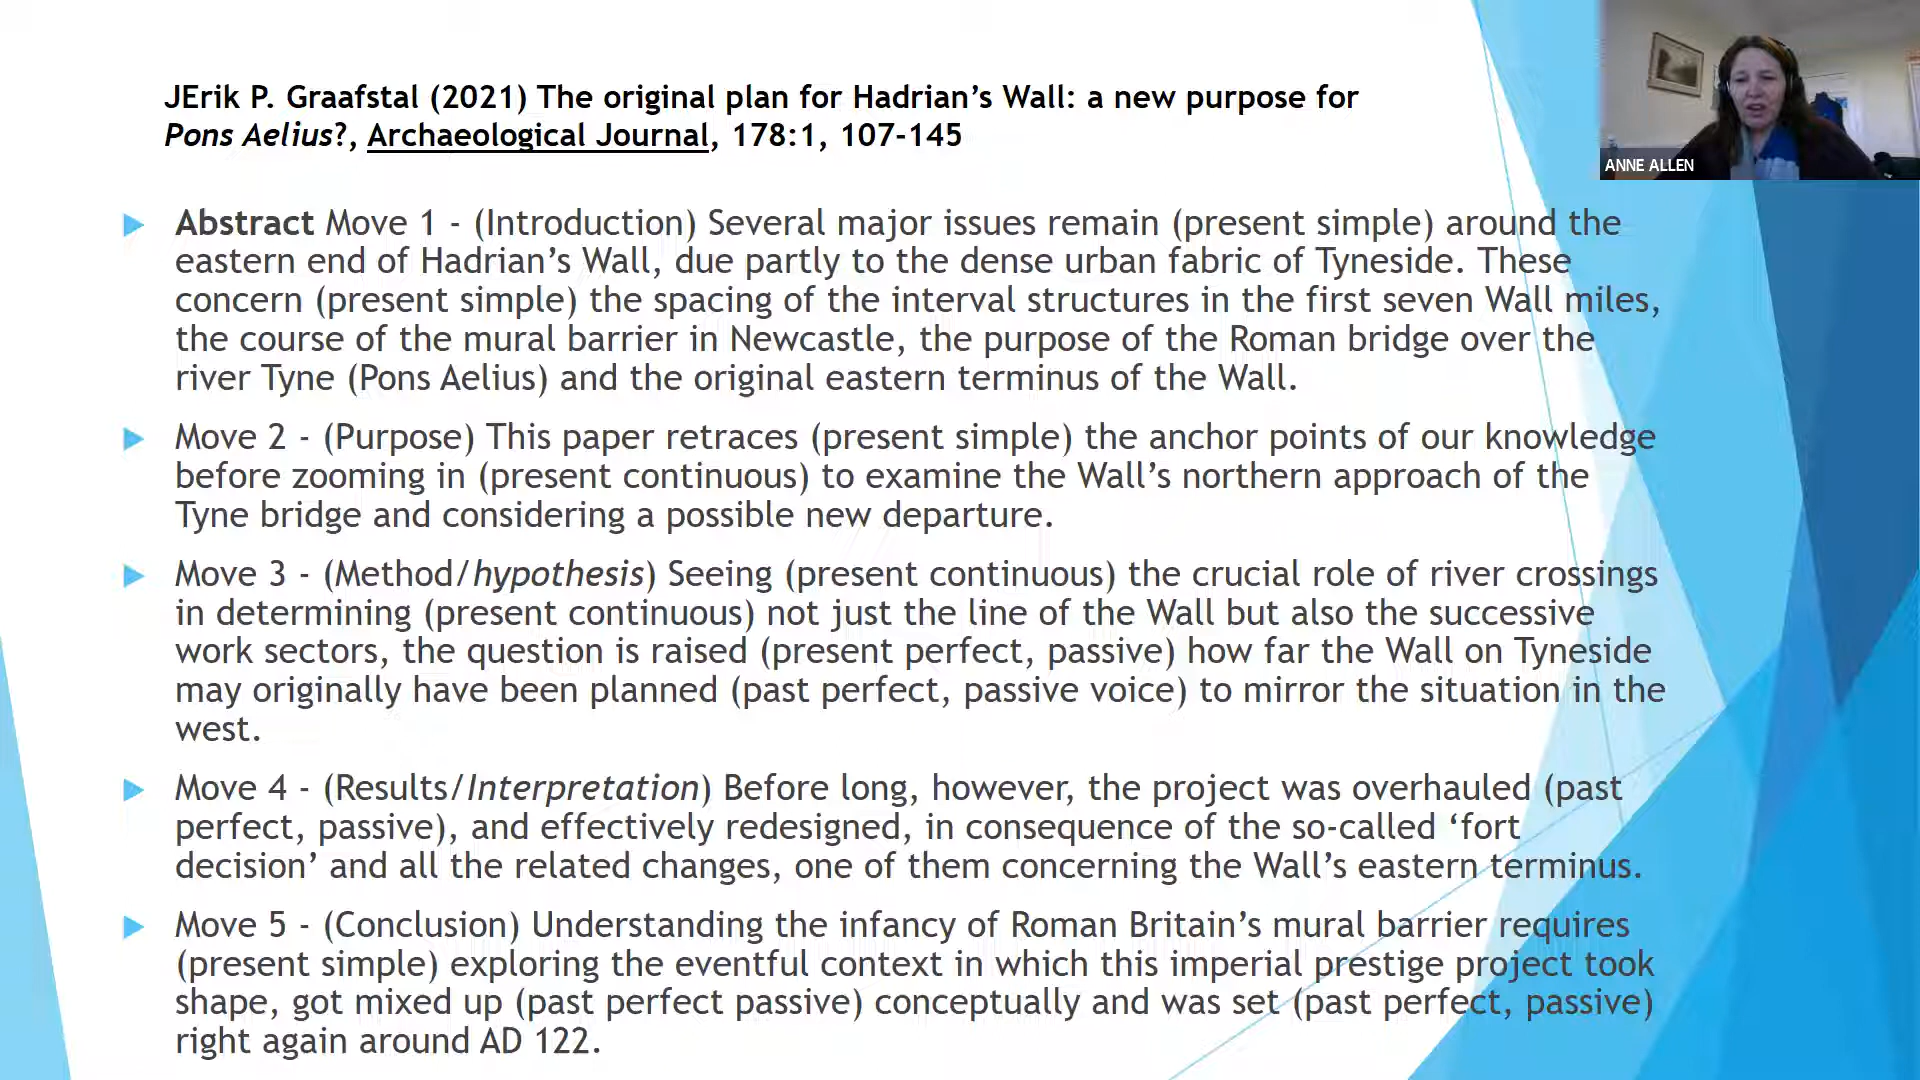 JErik P. Graafstal (2021) The original plan for Hadrian’s Wall: a new purpose for
Pons Aelius?, Archaeological Journal, 178:1, 107-145
ANNE ALLEN
Abstract Move 1 - (Introduction) Several major issues remain (present simple) around the
eastern end of Hadrian’s Wall, due partly to the dense urban fabric of Tyneside. These
concern (present simple) the spacing of the interval structures in the first seven Wall miles,
the course of the mural barrier in Newcastle, the purpose of the Roman bridge over the
river Tyne (Pons Aelius) and the original eastern terminus of the Wall.
Move 2 - (Purpose) This paper retraces (present simple) the anchor points of our knowledge
before zooming in (present continuous) to examine the Wall’s northern approach of the
Tyne bridge and considering a possible new departure.
Move 3 - (Method/hypothesis) Seeing (present continuous) the crucial role of river crossings
in determining (present continuous) not just the line of the Wall but also the successive
work sectors, the question is raised (present perfect, passive) how far the Wall on Tyneside
may originally have been planned (past perfect, passive voice) to mirror the situation in the
west.
Move 4 - (Results/Interpretation) Before long, however, the project was overhauled (past
perfect, passive), and effectively redesigned, in consequence of the so-called ‘fort
decision’ and all the related changes, one of them concerning the Wall’s eastern terminus.
Move 5 - (Conclusion) Understanding the infancy of Roman Britain’s mural barrier requires
(present simple) exploring the eventful context in which this imperial prestige project took
shape, got mixed up (past perfect passive) conceptually and was set (past perfect, passive)
right again around AD 122.